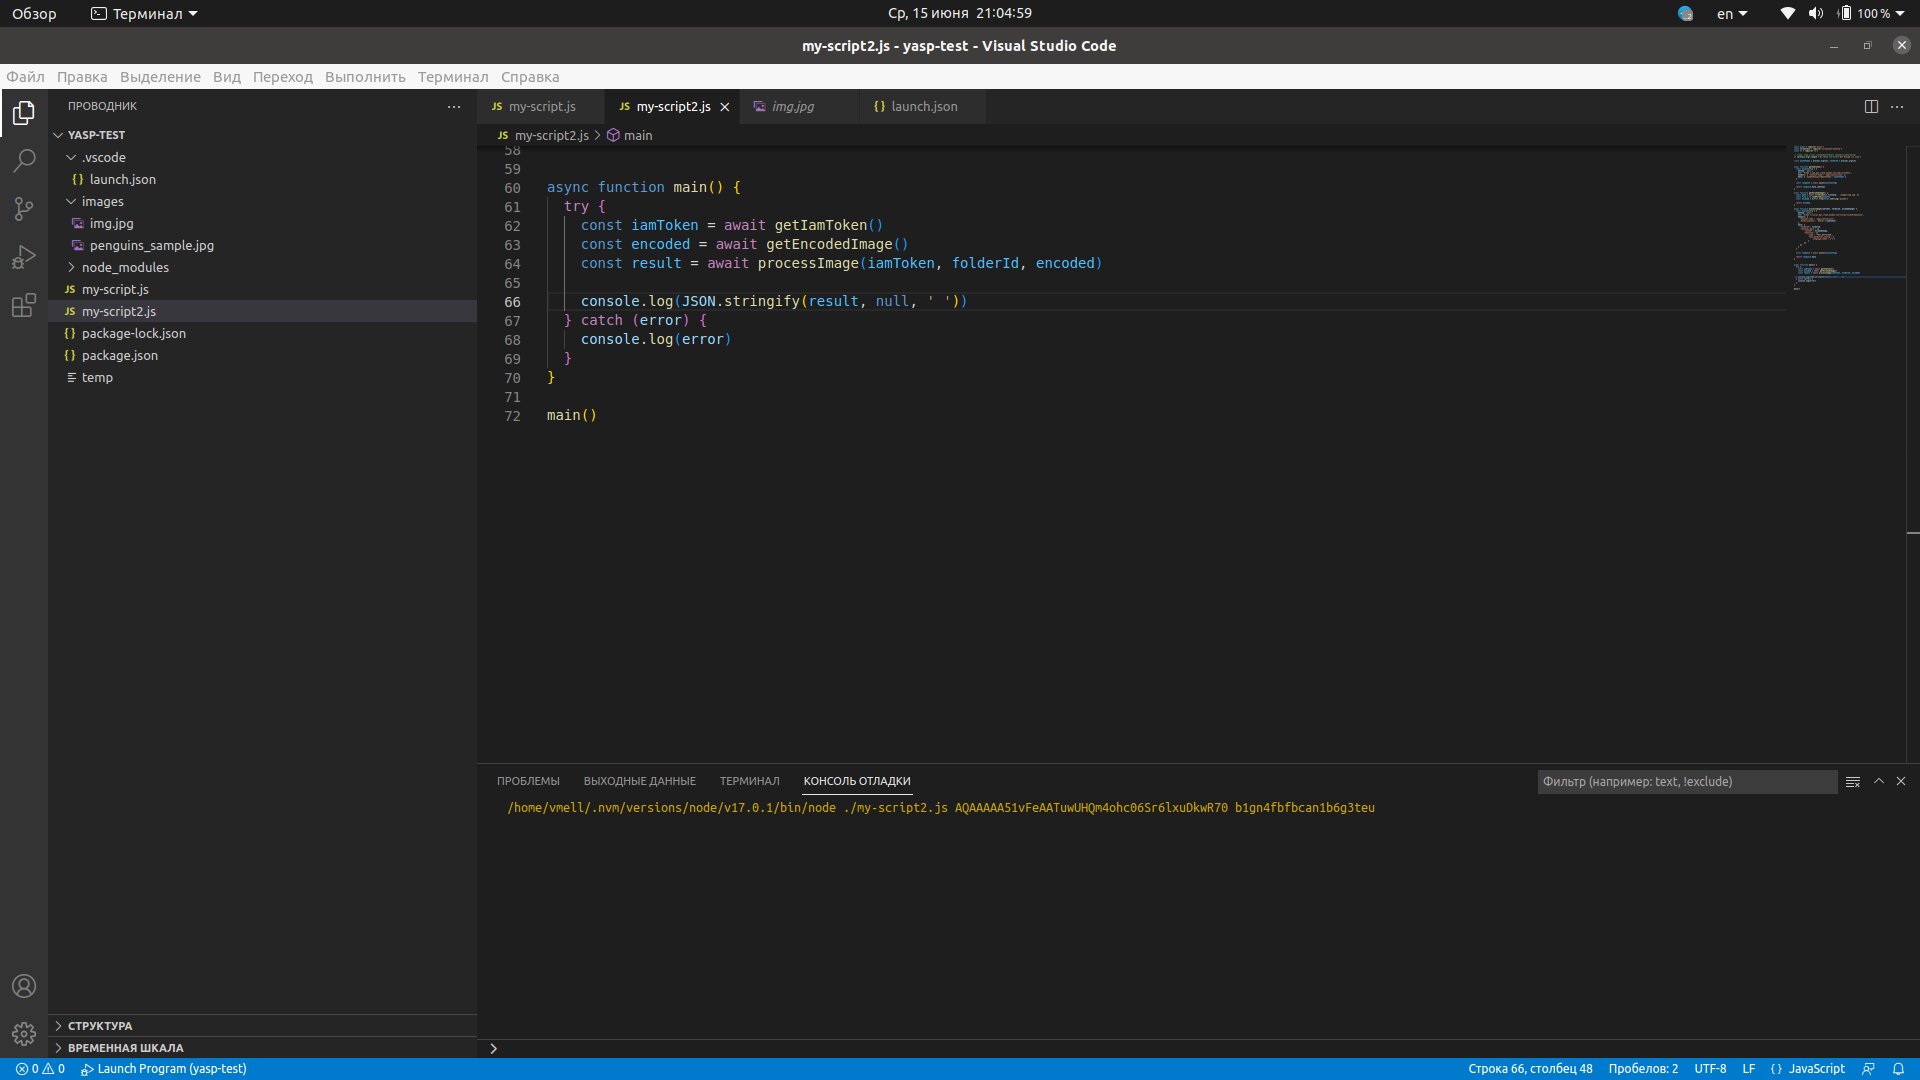 Обзор Терминал Ср, 15 июня 21:04:59 en 100 %
my-script2.js - yasp-test - Visual Studio Code
Файл Правка Выделение Вид Переход Выполнить Терминал Справка
ПРОВОДНИК
YASP-TEST
.vscode
launch.json
images
img.jpg
penguins_sample.jpg
node_modules
my-script.js
my-script2.js
package-lock.json
package.json
temp
СТРУКТУРА
ВРЕМЕННАЯ ШКАЛА
JS my-script.js JS my-script2.js img.jpg {} launch.json
JS my-script2.js > main
58
59
60 async function main() {
61 try {
62 const iamToken = await getIamToken()
63 const encoded = await getEncodedImage()
64 const result = await processImage(iamToken, folderId, encoded)
65
66 console.log(JSON.stringify(result, null, ' '))
67 } catch (error) {
68 console.log(error)
69 }
70 }
71
72 main()
ПРОБЛЕМЫ ВЫХОДНЫЕ ДАННЫЕ ТЕРМИНАЛ КОНСОЛЬ ОТЛАДКИ Фильтр (например: text, !exclude)
/home/vmell/.nvm/versions/node/v17.0.1/bin/node ./my-script2.js AQAAAAA51vFeAATuwUHQm4ohc06Sr6lxuDkwR70 b1gn4fbfbcan1b6g3teu
0 0 Launch Program (yasp-test) Строка 66, столбец 48 Пробелов: 2 UTF-8 LF {} JavaScript